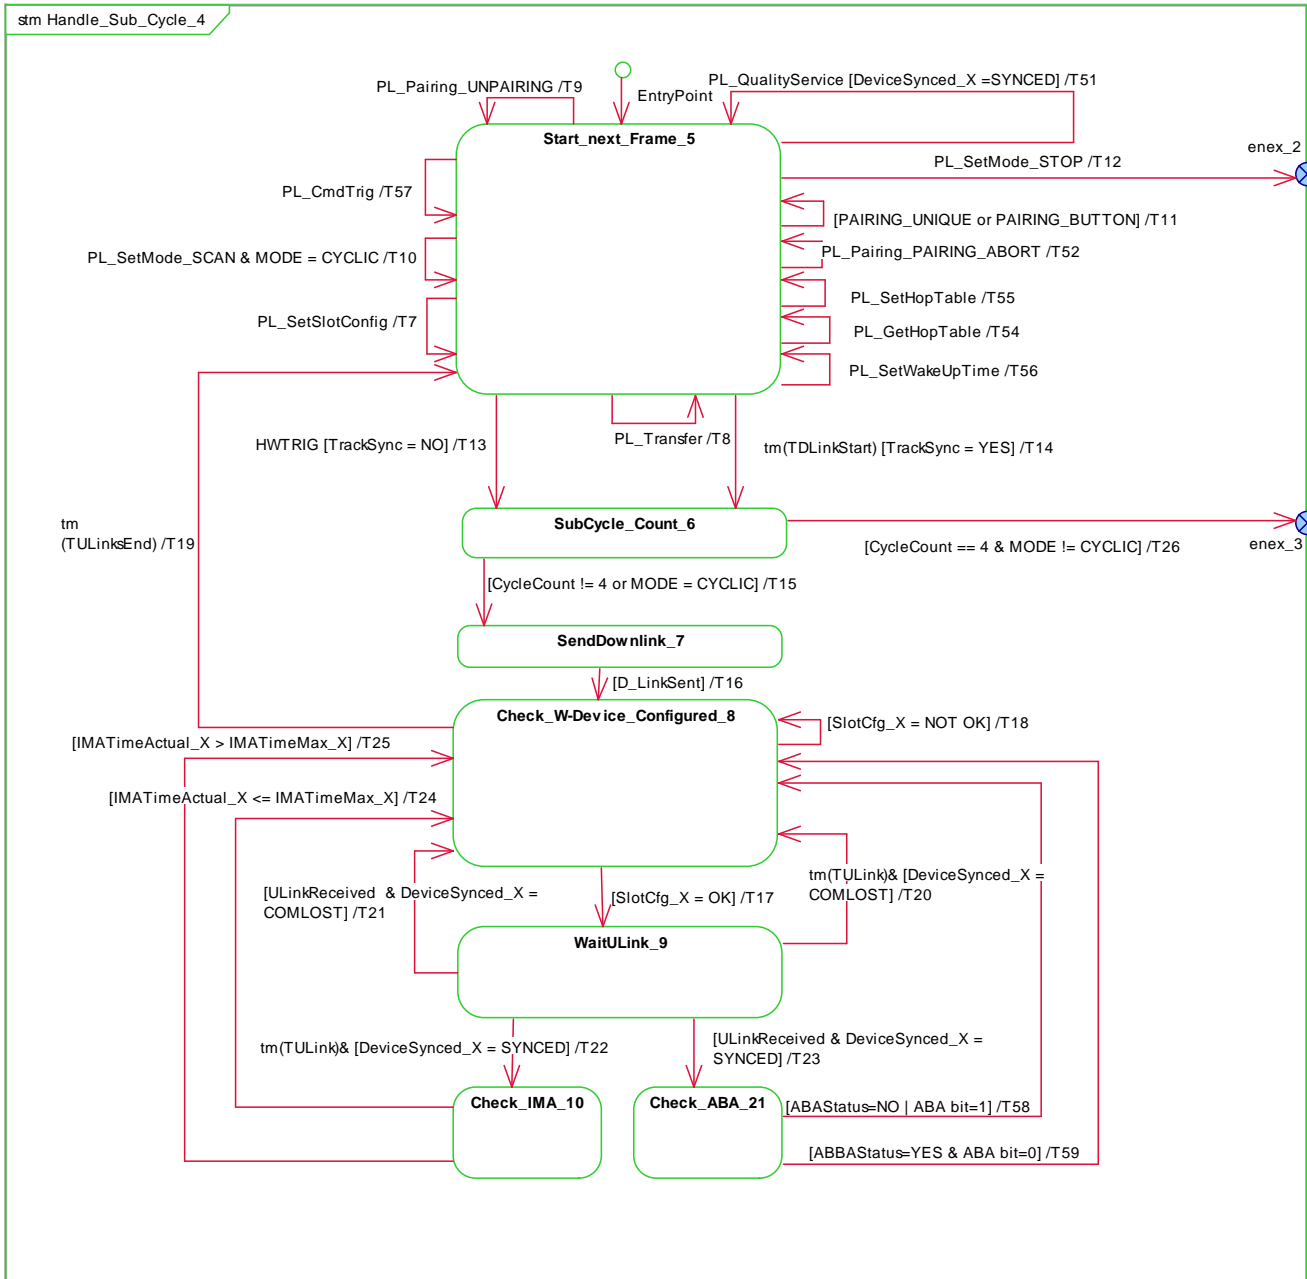 stm Handle_Sub_Cycle_4
PL_Pairing_UNPAIRING /T9
PL_QualityService [DeviceSynced_X =SYNCED] /T51
EntryPoint
Start_next_Frame_5
enex_2
PL_SetMode_STOP /T12
PL_CmdTrig /T57
[PAIRING_UNIQUE or PAIRING_BUTTON] /T11
PL_SetMode_SCAN & MODE = CYCLIC /T10
PL_Pairing_PAIRING_ABORT /T52
PL_SetHopTable /T55
PL_SetSlotConfig /T7
PL_GetHopTable /T54
PL_SetWakeUpTime /T56
HWTRIG [TrackSync = NO] /T13
PL_Transfer /T8
tm(TDLinkStart) [TrackSync = YES] /T14
tm
(TULinksEnd) /T19
SubCycle_Count_6
[CycleCount == 4 & MODE != CYCLIC] /T26
enex_3
[CycleCount != 4 or MODE = CYCLIC] /T15
SendDownlink_7
[D_LinkSent] /T16
Check_W-Device_Configured_8
[SlotCfg_X = NOT OK] /T18
[IMATimeActual_X > IMATimeMax_X] /T25
[IMATimeActual_X <= IMATimeMax_X] /T24
[ULinkReceived & DeviceSynced_X =
COMLOST] /T21
tm(TULink)& [DeviceSynced_X =
COMLOST] /T20
[SlotCfg_X = OK] /T17
WaitULink_9
tm(TULink)& [DeviceSynced_X = SYNCED] /T22
[ULinkReceived & DeviceSynced_X =
SYNCED] /T23
Check_IMA_10
Check_ABA_21
[ABAStatus=NO | ABA bit=1] /T58
[ABBAStatus=YES & ABA bit=0] /T59